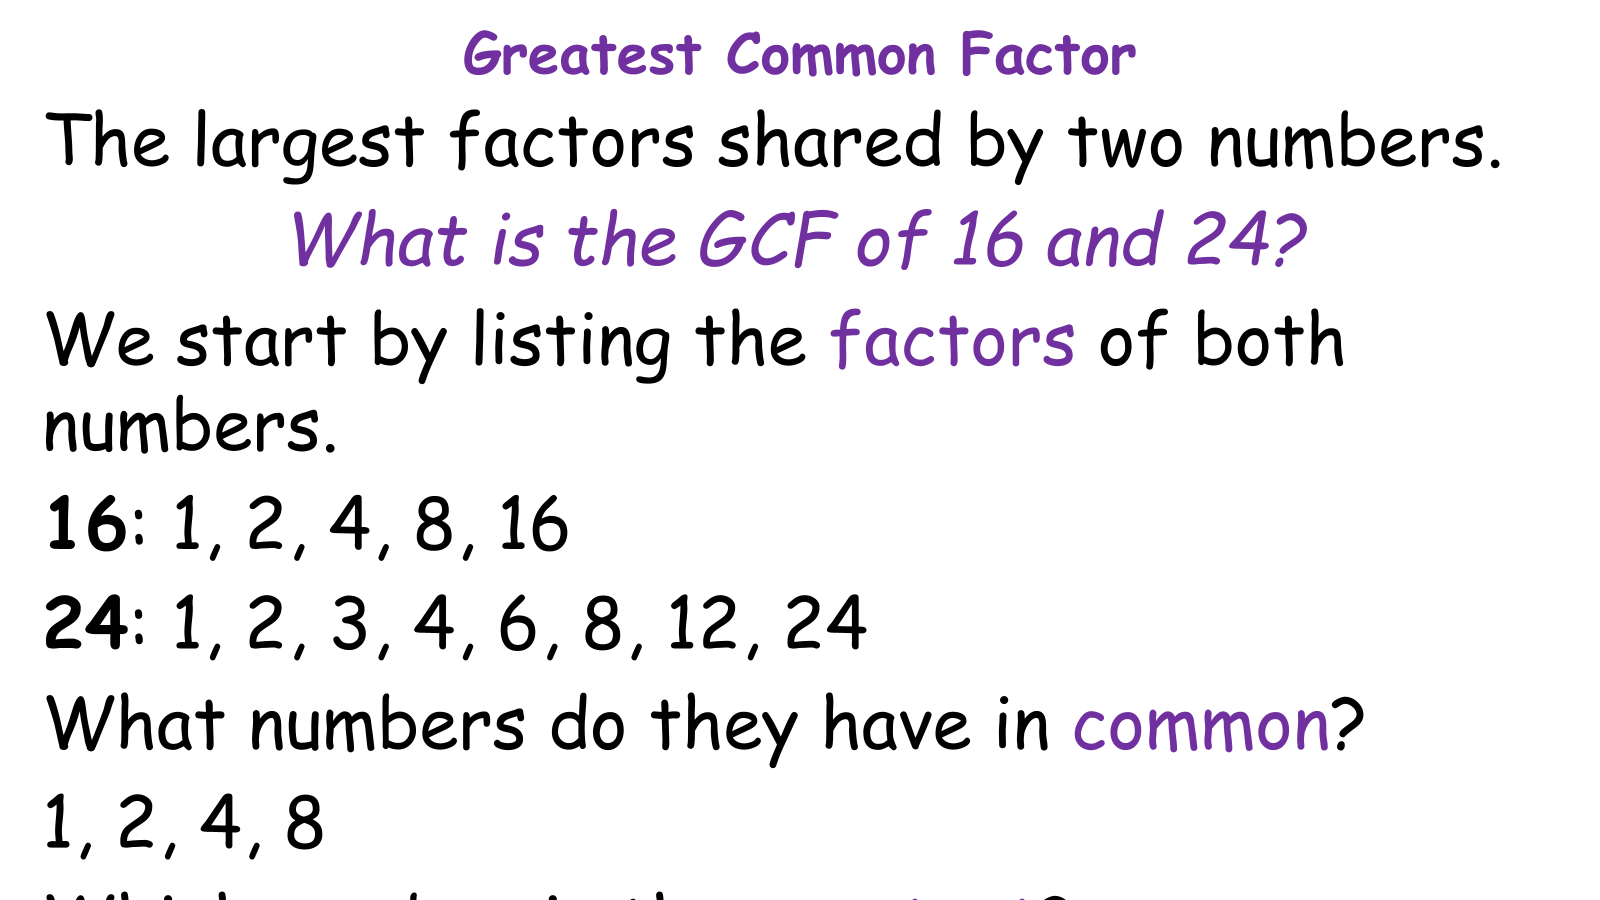 Greatest Common Factor
The largest factors shared by two numbers.
What is the GCF of 16 and 24?
We start by listing the factors of both
numbers.
16: 1, 2, 4, 8, 16
24: 1, 2, 3, 4, 6, 8, 12, 24
What numbers do they have in common?
1, 2, 4, 8